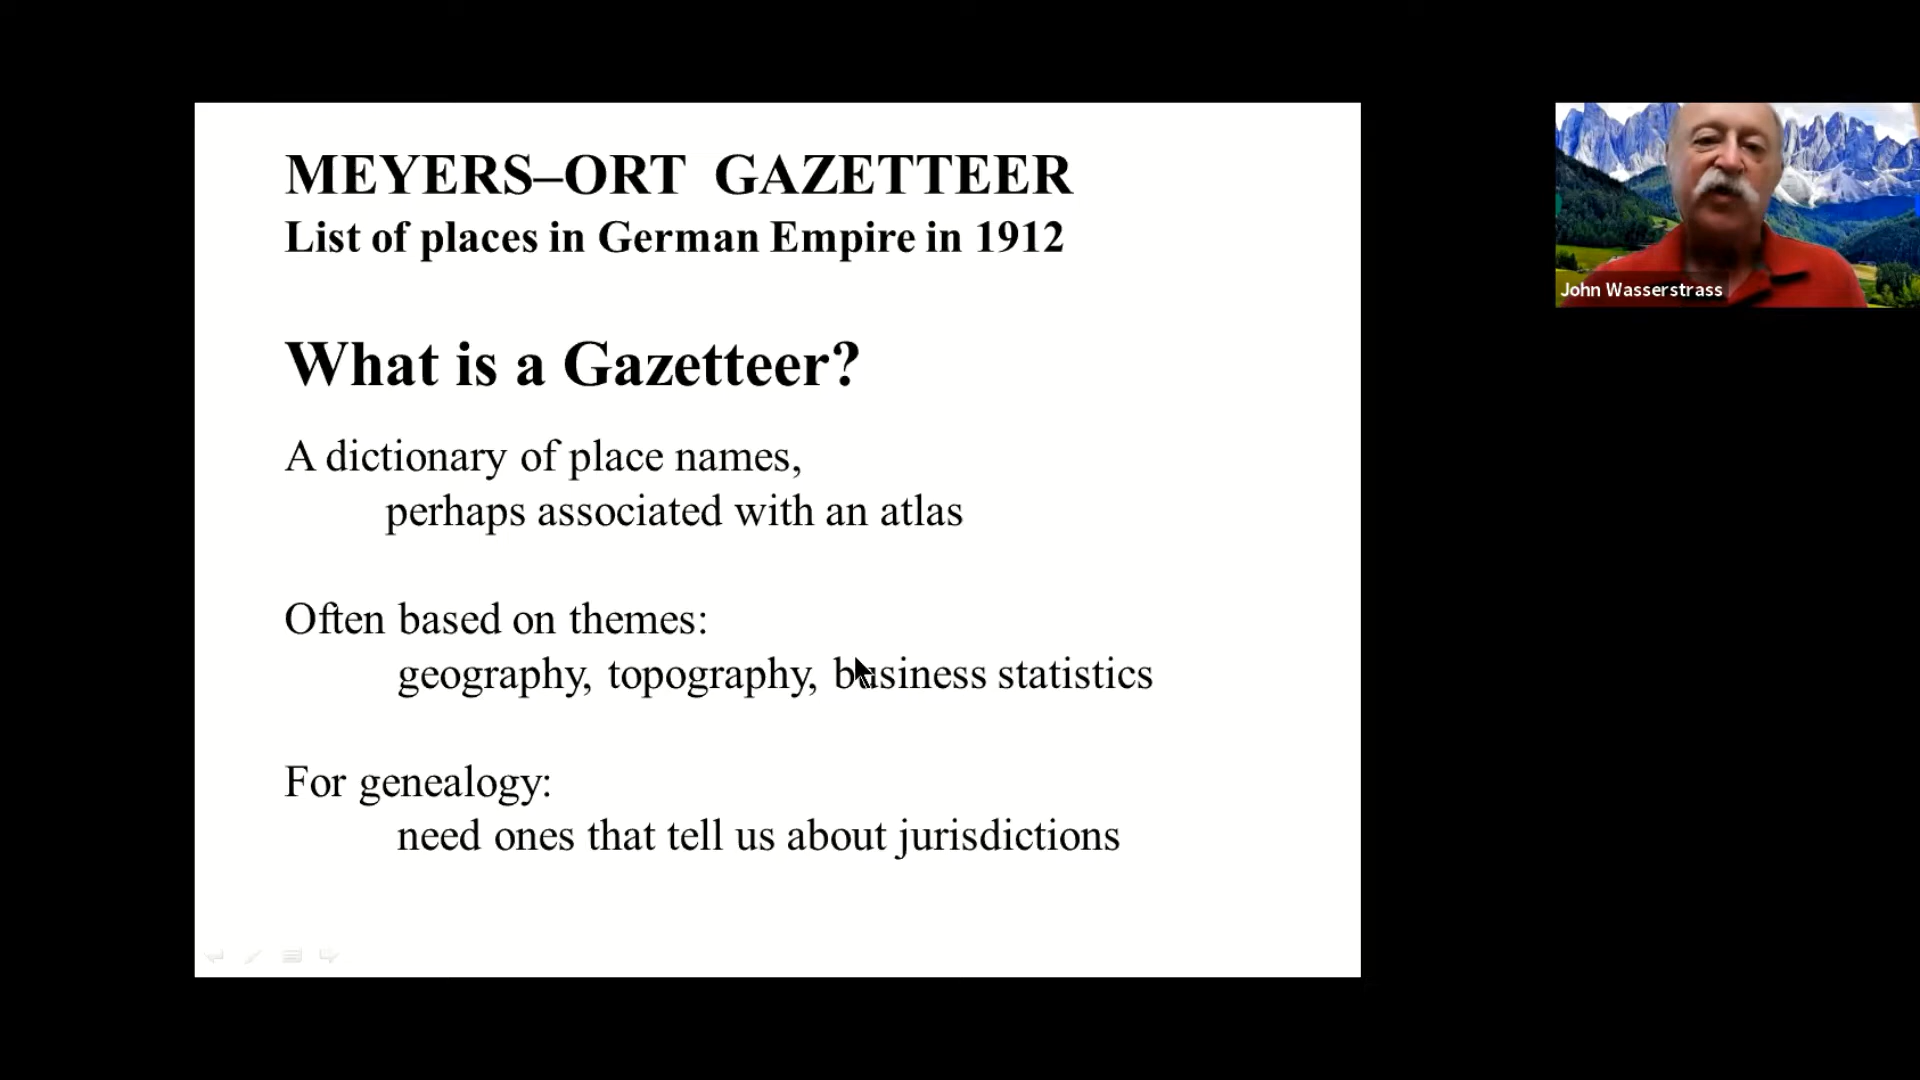 MEYERS–ORT GAZETTEER
List of places in German Empire in 1912
What is a Gazetteer?
A dictionary of place names,
perhaps associated with an atlas
Often based on themes:
geography, topography, business statistics
For genealogy:
need ones that tell us about jurisdictions
John Wasserstrass